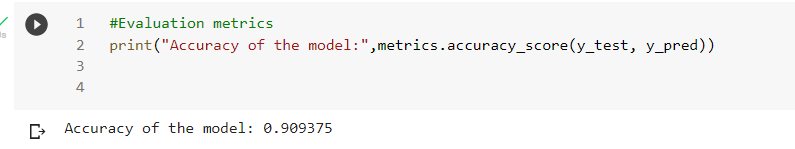 1 #Evaluation metrics
2 print("Accuracy of the model:",metrics.accuracy_score(y_test, y_pred))
3
4
Accuracy of the model: 0.909375